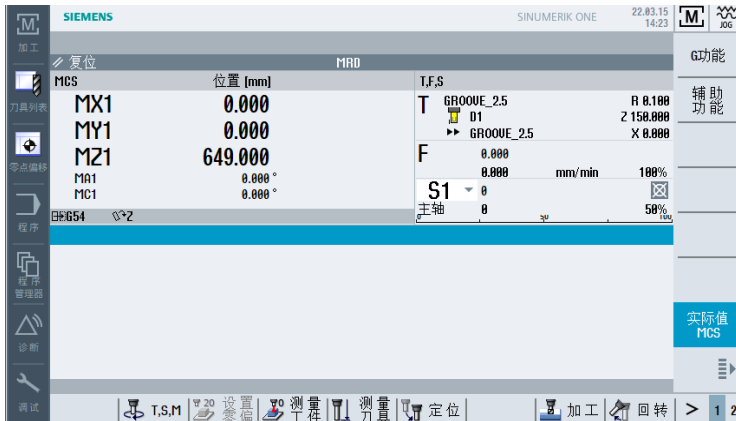 SIEMENS
SINUMERIK ONE
22.03.15
14:23
M
JOG
加工
刀具列表
零点偏移
程序
程序
管理器
诊断
调试
复位
MRD
MCS
位置 [mm]
MX1
0.000
MY1
0.000
MZ1
649.000
MA1
0.000 °
MC1
0.000 °
G54
Z
T,F,S
T
GROOVE_2.5
R 0.100
D1
Z 150.000
GROOVE_2.5
X 0.000
F
0.000
0.000
mm/min
100%
S1
0
主轴
0
50%
0
50
100
G功能
辅助
功能
实际值
MCS
T,S,M
设置
零偏
测量
工件
测量
刀具
定位
加工
回转
>
1
2